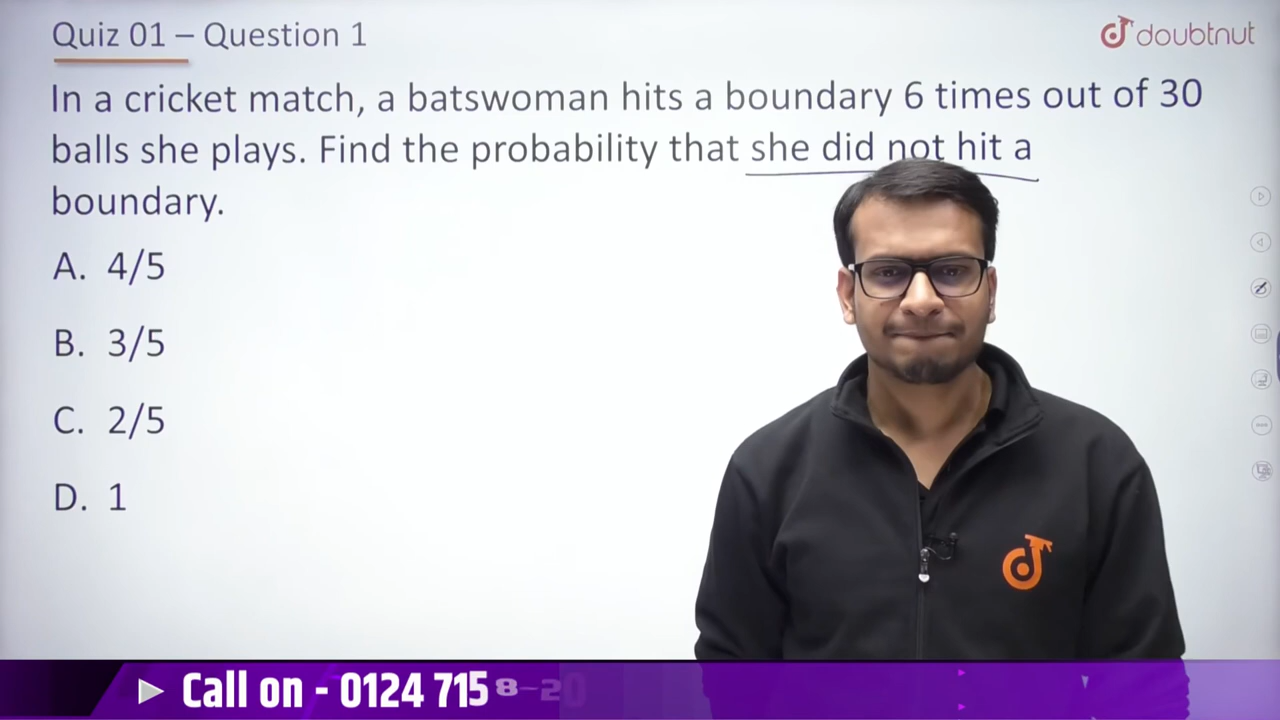 Quiz 01 – Question 1
doubtnut
In a cricket match, a batswoman hits a boundary 6 times out of 30
balls she plays. Find the probability that she did not hit a
boundary.
A. 4/5
B. 3/5
C. 2/5
D. 1
Call on - 0124 715 8-20